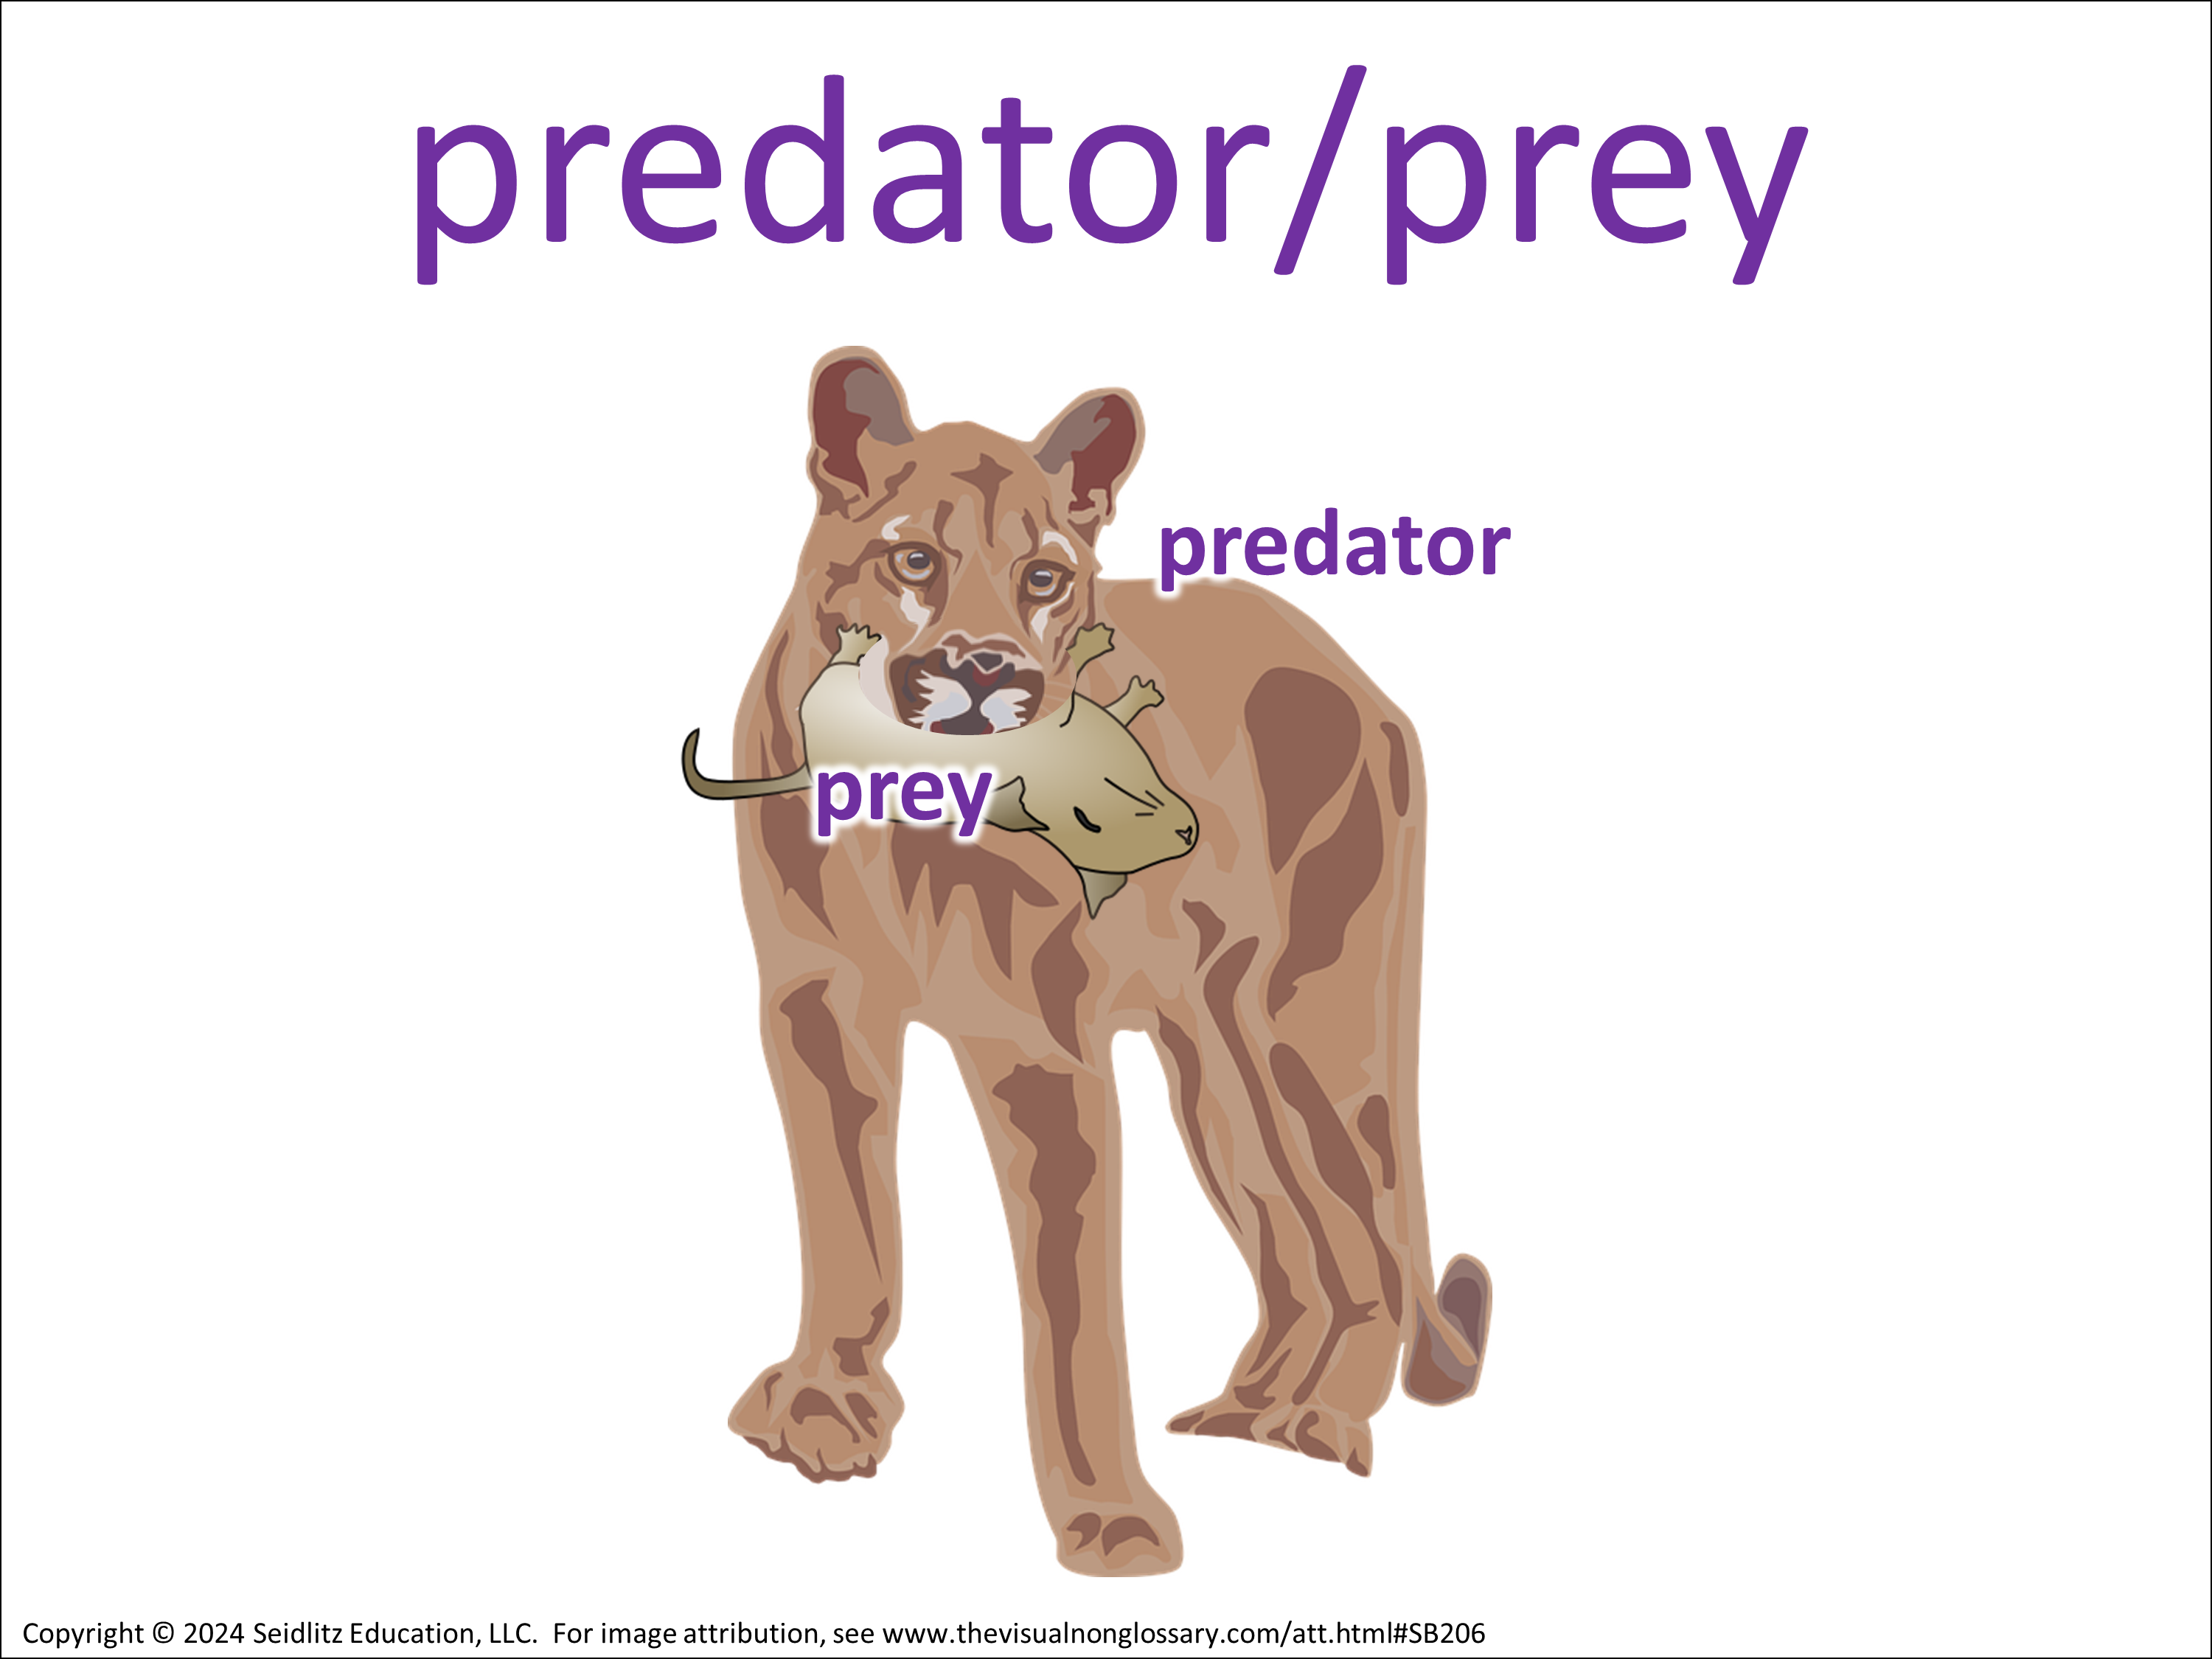 predator/prey
predator
prey
Copyright © 2024 Seidlitz Education, LLC.  For image attribution, see www.thevisualnonglossary.com/att.html#SB206